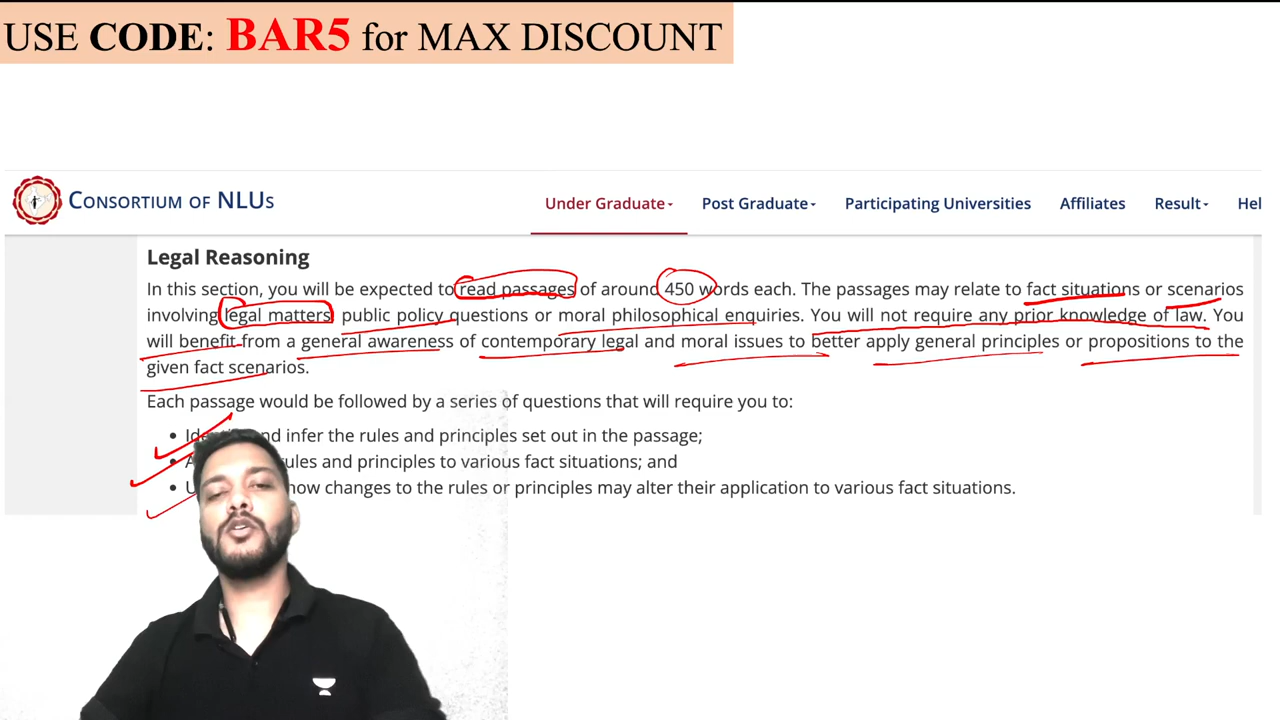 USE CODE: BAR5 for MAX DISCOUNT
CONSORTIUM OF NLUS
Under Graduate Post Graduate Participating Universities Affiliates Result Hel
Legal Reasoning
In this section, you will be expected to read passages of around 450 words each. The passages may relate to fact situations or scenarios
involving legal matters public policy questions or moral philosophical enquiries. You will not require any prior knowledge of law. You
will benefit from a general awareness of contemporary legal and moral issues to better apply general principles or propositions to the
given fact scenarios.
Each passage would be followed by a series of questions that will require you to:
• infer the rules and principles set out in the passage;
• rules and principles to various fact situations; and
• how changes to the rules or principles may alter their application to various fact situations.